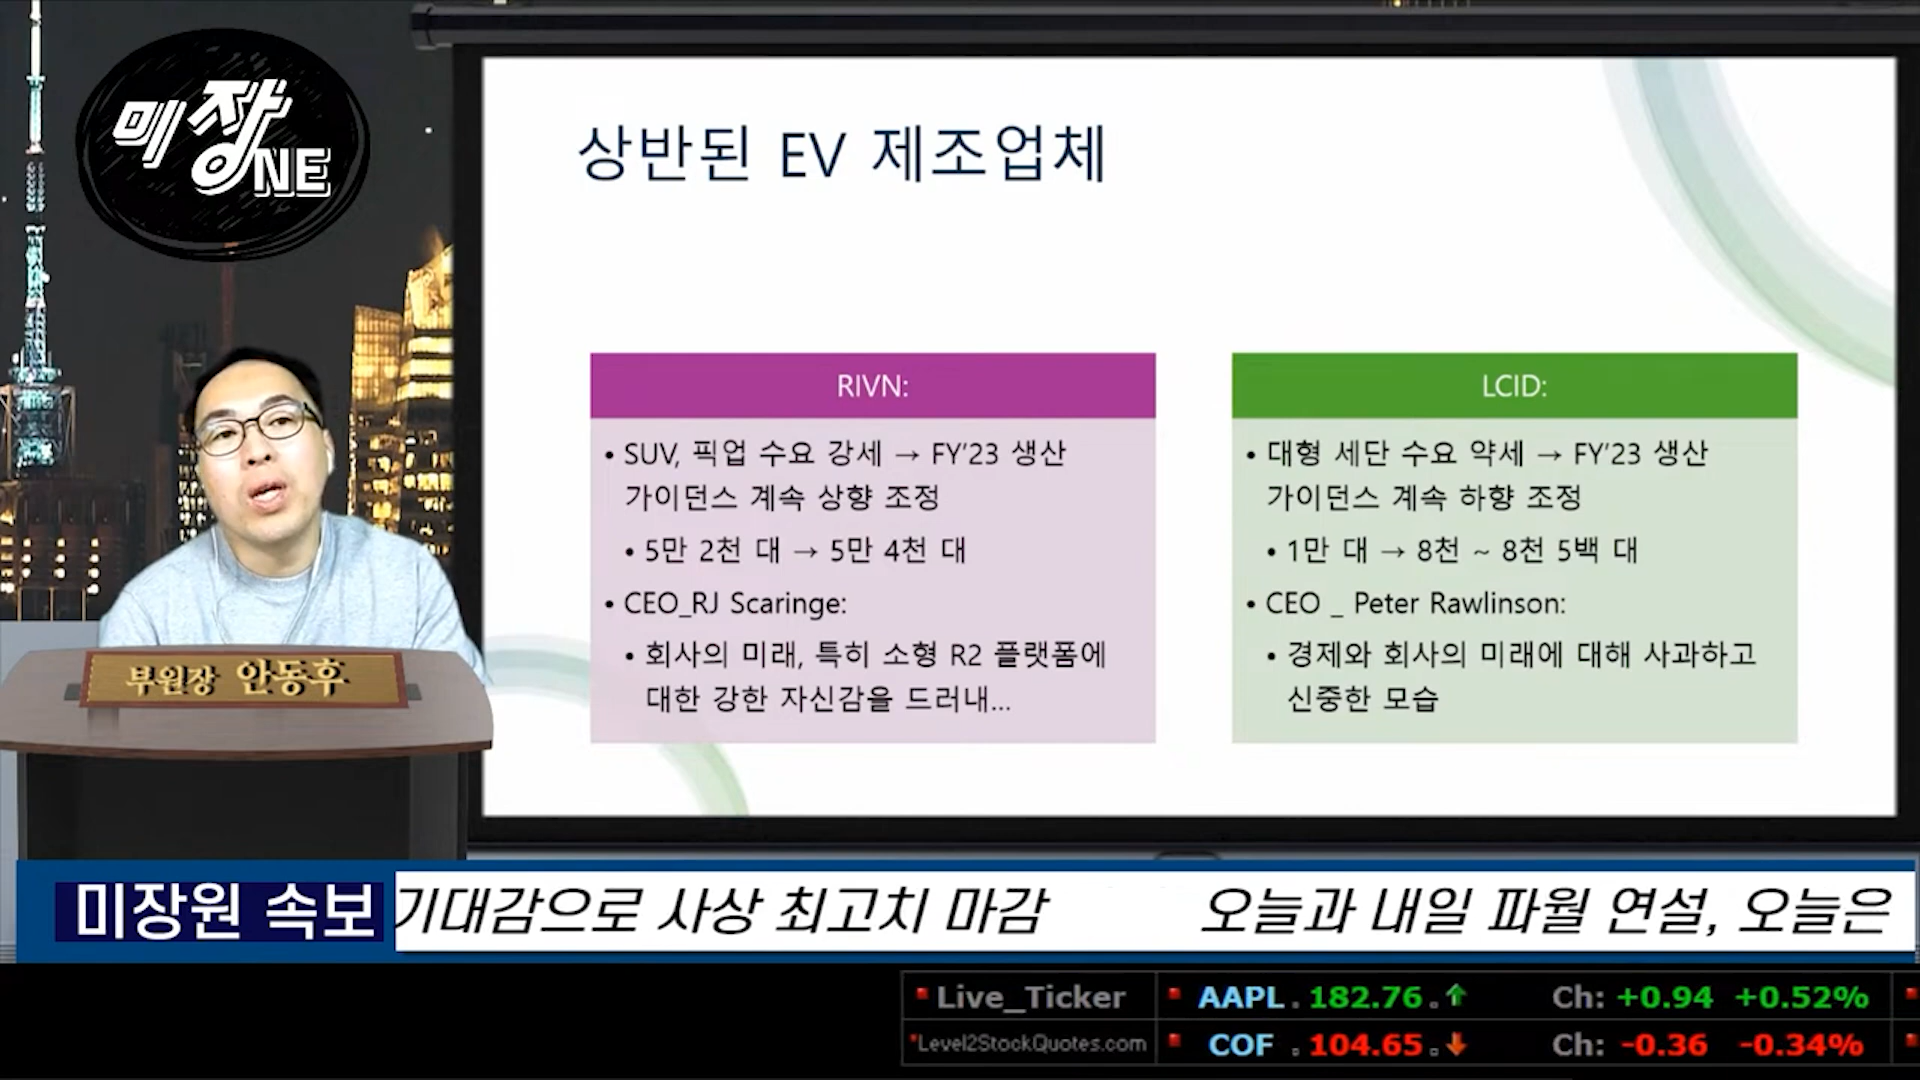 미장ONE
상반된 EV 제조업체
RIVN:
• SUV, 픽업 수요 강세 → FY'23 생산
가이던스 계속 상향 조정
• 5만 2천 대 → 5만 4천 대
• CEO_RJ Scaringe:
• 회사의 미래, 특히 소형 R2 플랫폼에
대한 강한 자신감을 드러내...
LCID:
• 대형 세단 수요 약세 → FY'23 생산
가이던스 계속 하향 조정
• 1만 대 → 8천 ~ 8천 5백 대
• CEO _ Peter Rawlinson:
• 경제와 회사의 미래에 대해 사과하고
신중한 모습
부원장 안동후
미장원 속보
기대감으로 사상 최고치 마감 오늘과 내일 파월 연설, 오늘은
Live_Ticker AAPL . 182.76 . ↑ Ch: +0.94 +0.52%
*Level2StockQuotes.com COF . 104.65 . ↓ Ch: -0.36 -0.34%